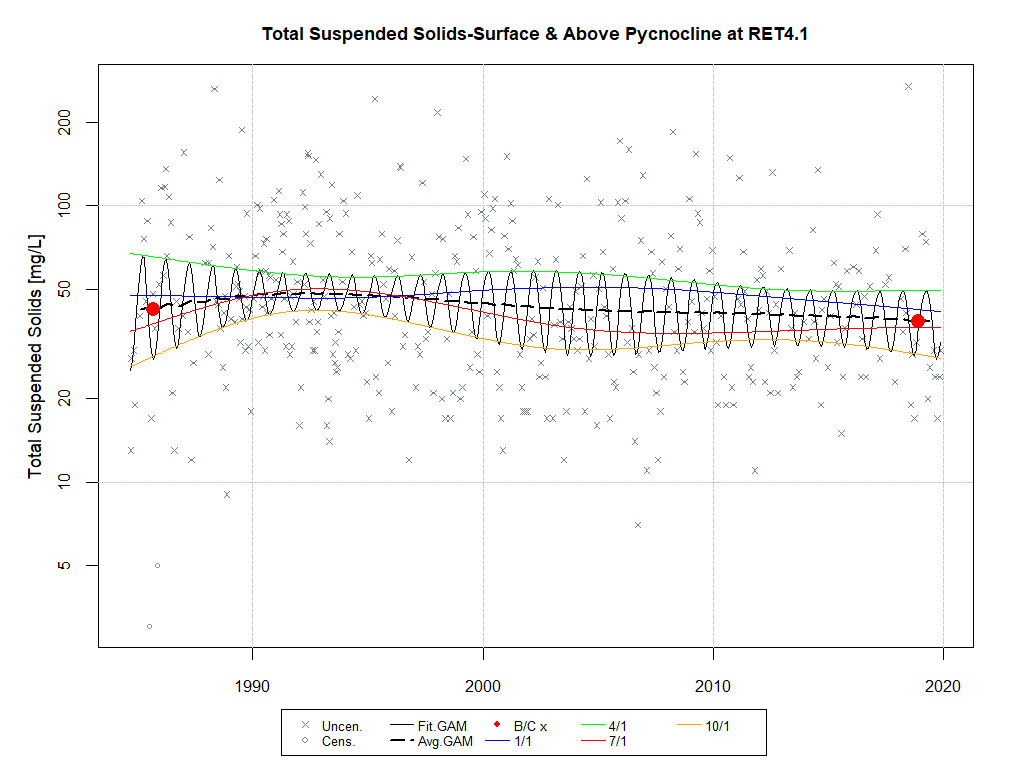 Total Suspended Solids-Surface & Above Pycnocline at RET4.1
Total Suspended Solids [mg/L]
200
100
50
20
10
5
1990 2000 2010 2020
Uncen. Fit.GAM B/C x 4/1 10/1
Cens. Avg.GAM 1/1 7/1